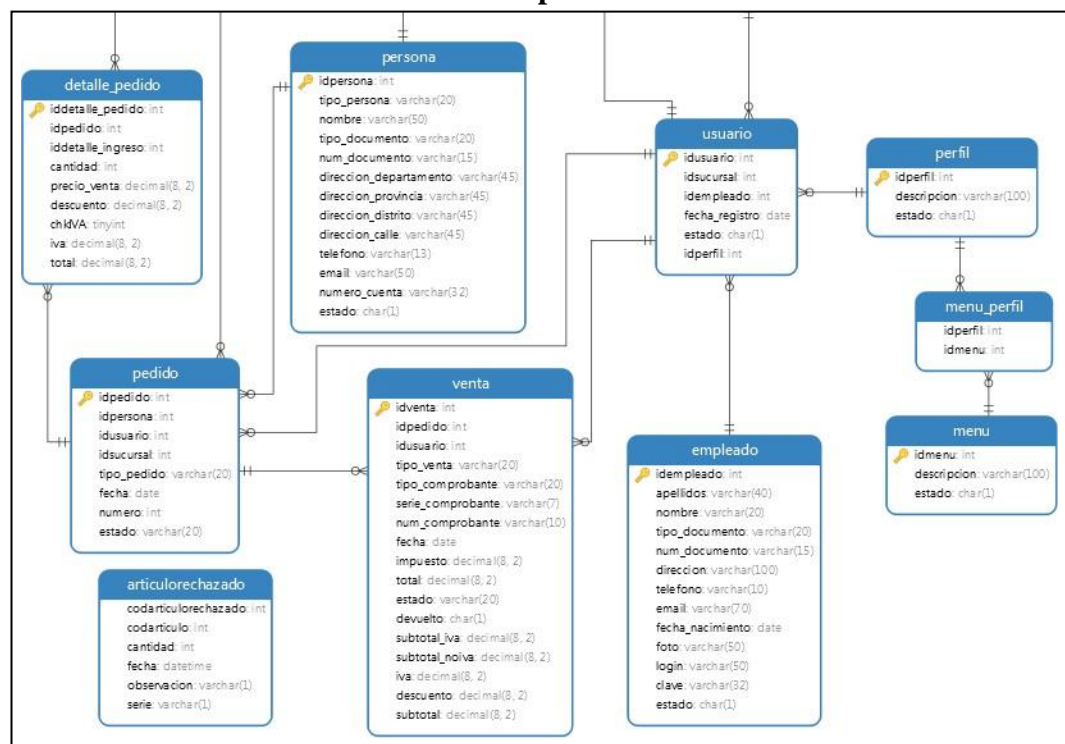 detalle_pedido
iddetalle_pedido: int
idpedido: int
iddetalle_ingreso: int
cantidad: int
precio_venta: decimal(8, 2)
descuento: decimal(8, 2)
chkIVA: tinyint
iva: decimal(8, 2)
total: decimal(8, 2)
persona
idpersona: int
tipo_persona: varchar(20)
nombre: varchar(50)
tipo_documento: varchar(20)
num_documento: varchar(15)
direccion_departamento: varchar(45)
direccion_provincia: varchar(45)
direccion_distrito: varchar(45)
direccion_calle: varchar(45)
telefono: varchar(13)
email: varchar(50)
numero_cuenta: varchar(32)
estado: char(1)
usuario
idusuario: int
idsucursal: int
idempleado: int
fecha_registro: date
estado: char(1)
idperfil: int
perfil
idperfil: int
descripcion: varchar(100)
estado: char(1)
menu_perfil
idperfil: int
idmenu: int
menu
idmenu: int
descripcion: varchar(100)
estado: char(1)
pedido
idpedido: int
idpersona: int
idusuario: int
idsucursal: int
tipo_pedido: varchar(20)
fecha: date
numero: int
estado: varchar(20)
venta
idventa: int
idpedido: int
idusuario: int
tipo_venta: varchar(20)
tipo_comprobante: varchar(20)
serie_comprobante: varchar(7)
num_comprobante: varchar(10)
fecha: date
impuesto: decimal(8, 2)
total: decimal(8, 2)
estado: varchar(20)
devuelto: char(1)
subtotal_iva: decimal(8, 2)
subtotal_noiva: decimal(8, 2)
iva: decimal(8, 2)
descuento: decimal(8, 2)
subtotal: decimal(8, 2)
empleado
idempleado: int
apellidos: varchar(40)
nombre: varchar(20)
tipo_documento: varchar(20)
num_documento: varchar(15)
direccion: varchar(100)
telefono: varchar(10)
email: varchar(70)
fecha_nacimiento: date
foto: varchar(50)
login: varchar(50)
clave: varchar(32)
estado: char(1)
articulorechazado
codarticulorechazado: int
codarticulo: int
cantidad: int
fecha: datetime
observacion: varchar(1)
serie: varchar(1)